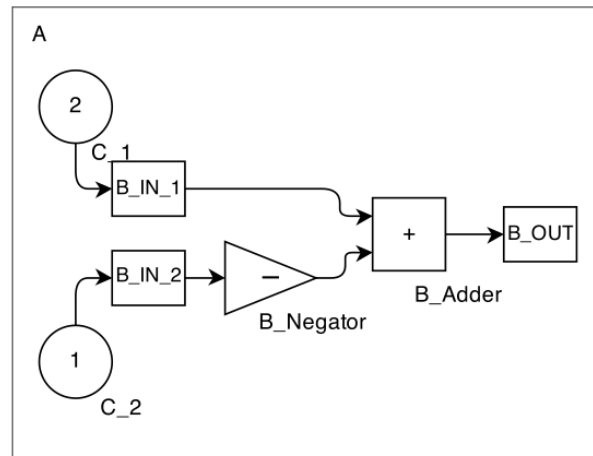 A
2
C_1
B_IN_1
+
B_OUT
B_IN_2
−
B_Adder
B_Negator
1
C_2